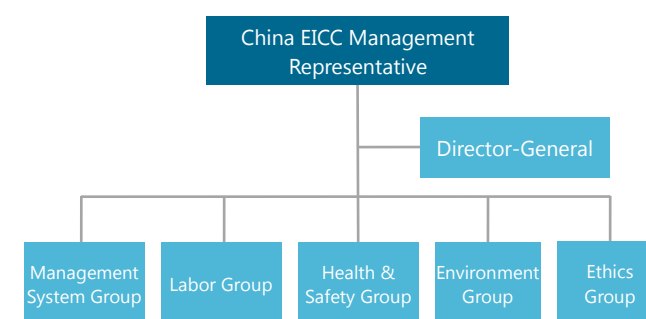 China EICC Management
Representative
Director-General
Management
System Group
Labor Group
Health &
Safety Group
Environment
Group
Ethics
Group